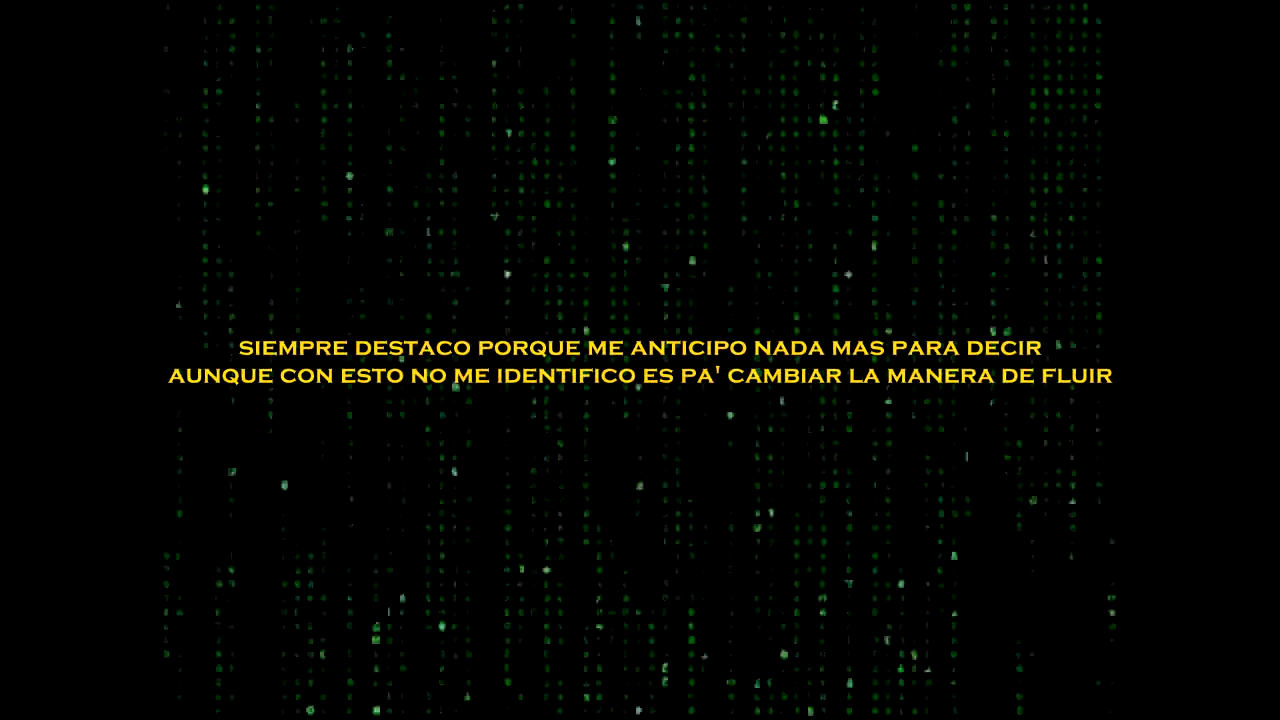 SIEMPRE DESTACO PORQUE ME ANTICIPO NADA MAS PARA DECIR
AUNQUE CON ESTO NO ME IDENTIFICO ES PA' CAMBIAR LA MANERA DE FLUIR